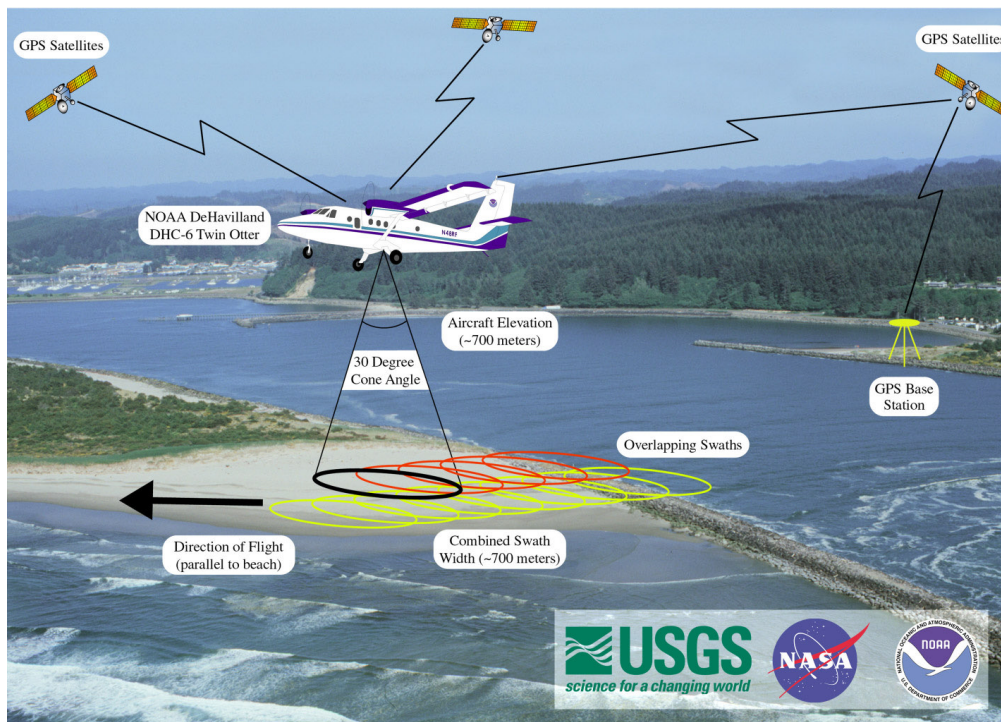 GPS Satellites
GPS Satellites
NOAA DeHavilland
DHC-6 Twin Otter
N48RF
Aircraft Elevation
(~700 meters)
30 Degree
Cone Angle
GPS Base
Station
Overlapping Swaths
Direction of Flight
(parallel to beach)
Combined Swath
Width (~700 meters)
USGS
science for a changing world
NASA
NATIONAL OCEANIC AND ATMOSPHERIC ADMINISTRATION
NOAA
U.S. DEPARTMENT OF COMMERCE